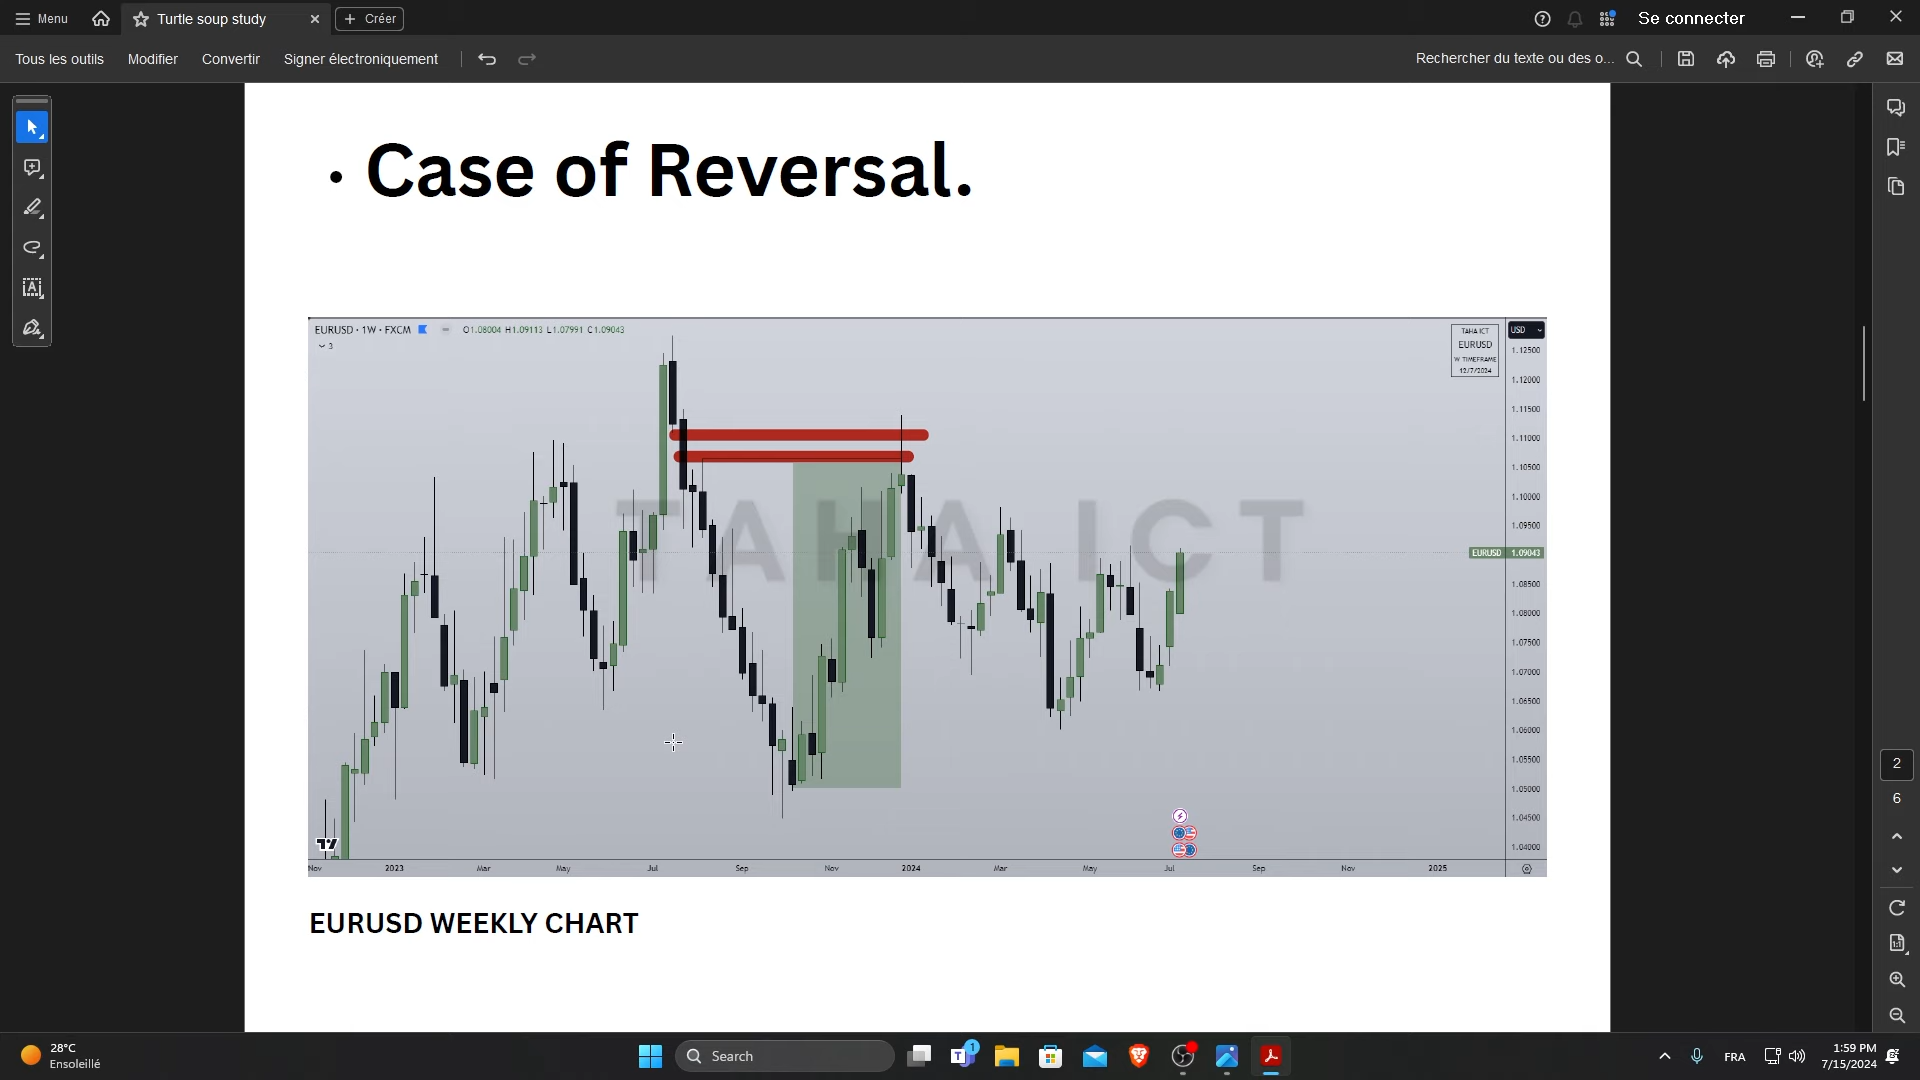 Menu
Turtle soup study
Créer
Se connecter
Tous les outils
Modifier
Convertir
Signer électroniquement
Rechercher du texte ou des o...
• Case of Reversal.
EURUSD · 1W · FXCM O1.08004 H1.09113 L1.07991 C1.09043
3
TAHA ICT
EURUSD
W TIMEFRAME
12/7/2024
USD
1.12500
1.12000
1.11500
1.11000
1.10500
1.10000
1.09500
EURUSD 1.09043
1.08500
1.08000
1.07500
1.07000
1.06500
1.06000
1.05500
1.05000
1.04500
1.04000
TAHA ICT
Nov 2023 Mar May Jul Sep Nov 2024 Mar May Jul Sep Nov 2025
EURUSD WEEKLY CHART
2
6
28°C
Ensoleillé
Search
1
FRA
1:59 PM
7/15/2024